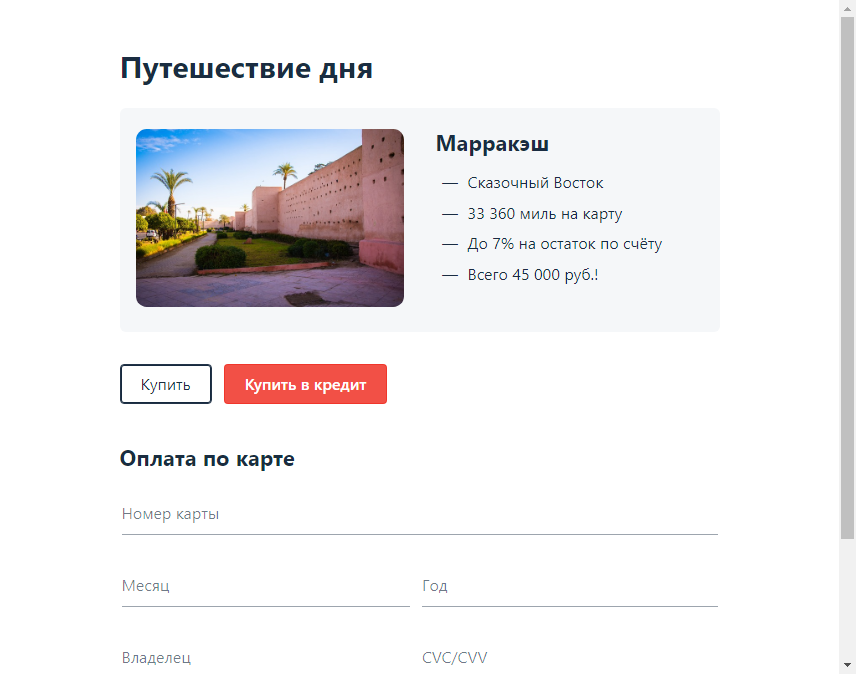 Путешествие дня
Марракэш
— Сказочный Восток
— 33 360 миль на карту
— До 7% на остаток по счёту
— Всего 45 000 руб.!
Купить
Купить в кредит
Оплата по карте
Номер карты
Месяц
Год
Владелец
CVC/CVV